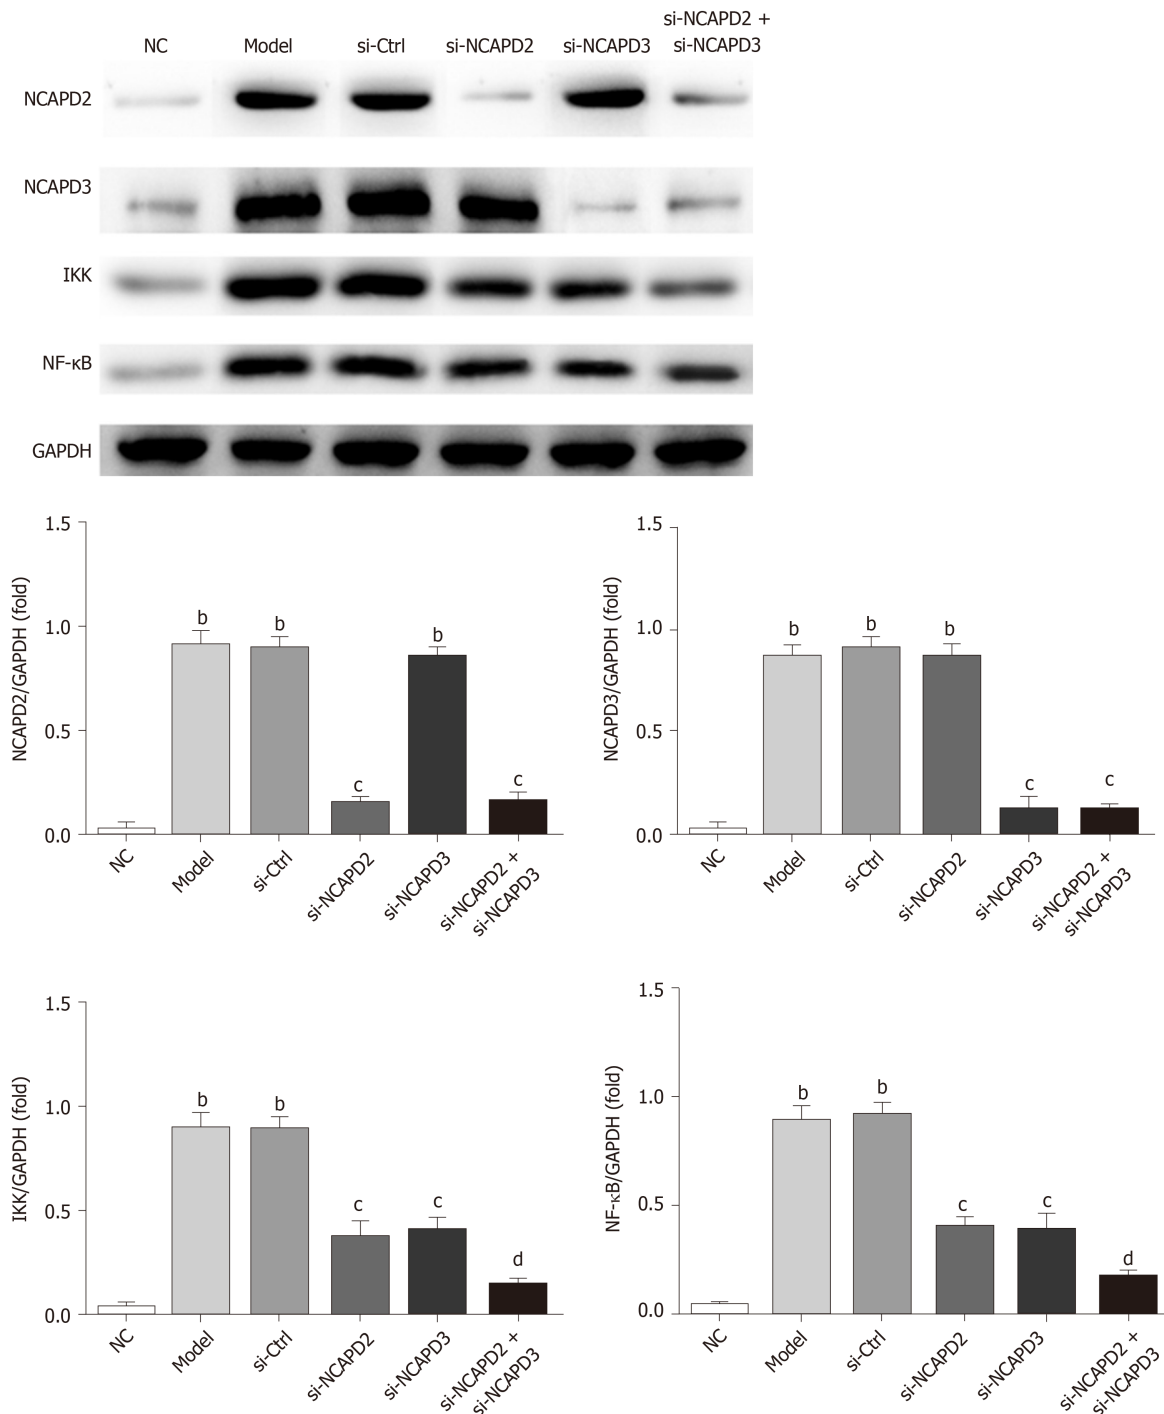 si-NCAPD2 +
NC Model si-Ctrl si-NCAPD2 si-NCAPD3 si-NCAPD3
NCAPD2
NCAPD3
IKK
NF-κB
GAPDH
NCAPD2/GAPDH (fold)
1.5
1.0
0.5
0.0
b
b
c
b
c
NC
Model
si-Ctrl
si-NCAPD2
si-NCAPD3
si-NCAPD2 +
si-NCAPD3
NCAPD3/GAPDH (fold)
1.5
1.0
0.5
0.0
b
b
b
c
c
NC
Model
si-Ctrl
si-NCAPD2
si-NCAPD3
si-NCAPD2 +
si-NCAPD3
IKK/GAPDH (fold)
1.5
1.0
0.5
0.0
b
b
c
c
d
NC
Model
si-Ctrl
si-NCAPD2
si-NCAPD3
si-NCAPD2 +
si-NCAPD3
NF-κB/GAPDH (fold)
1.5
1.0
0.5
0.0
b
b
c
c
d
NC
Model
si-Ctrl
si-NCAPD2
si-NCAPD3
si-NCAPD2 +
si-NCAPD3